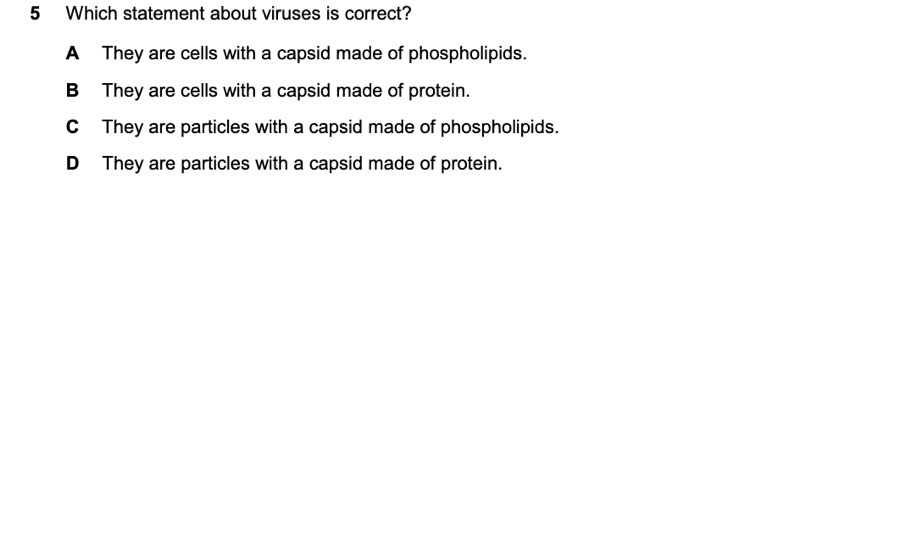 5 Which statement about viruses is correct?
A They are cells with a capsid made of phospholipids.
B They are cells with a capsid made of protein.
C They are particles with a capsid made of phospholipids.
D They are particles with a capsid made of protein.